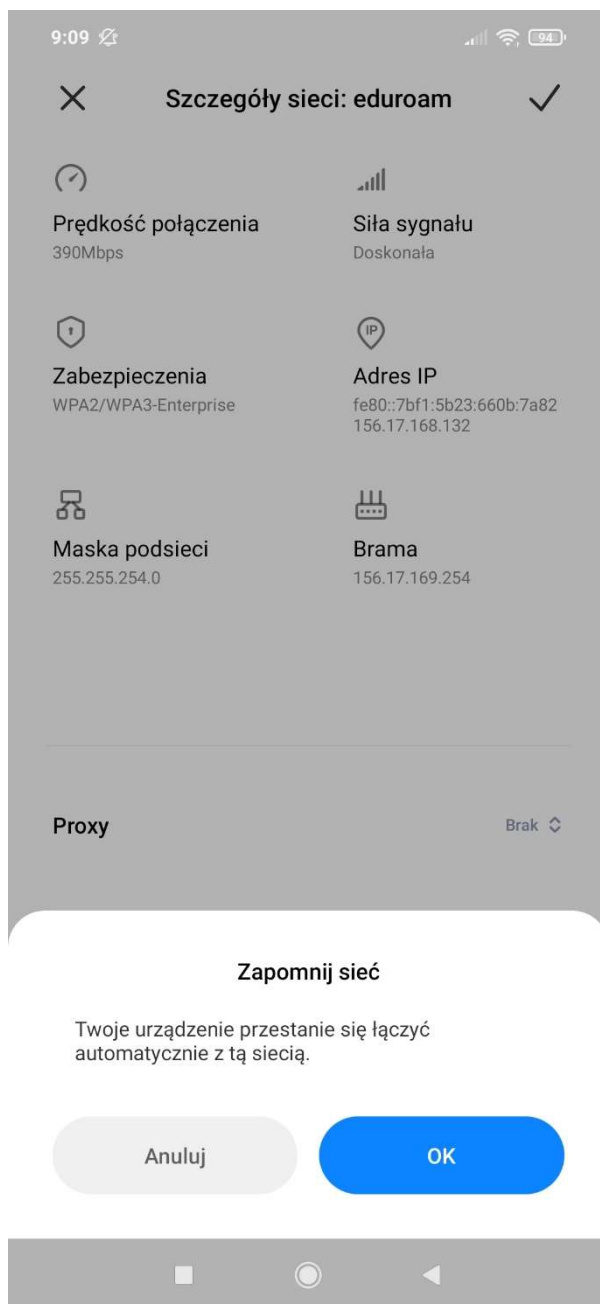 9:09
94
Szczegóły sieci: eduroam
Prędkość połączenia
390Mbps
Siła sygnału
Doskonała
Zabezpieczenia
WPA2/WPA3-Enterprise
IP
Adres IP
fe80::7bf1:5b23:660b:7a82
156.17.168.132
Maska podsieci
255.255.254.0
Brama
156.17.169.254
Proxy
Brak
Zapomnij sieć
Twoje urządzenie przestanie się łączyć
automatycznie z tą siecią.
Anuluj
OK